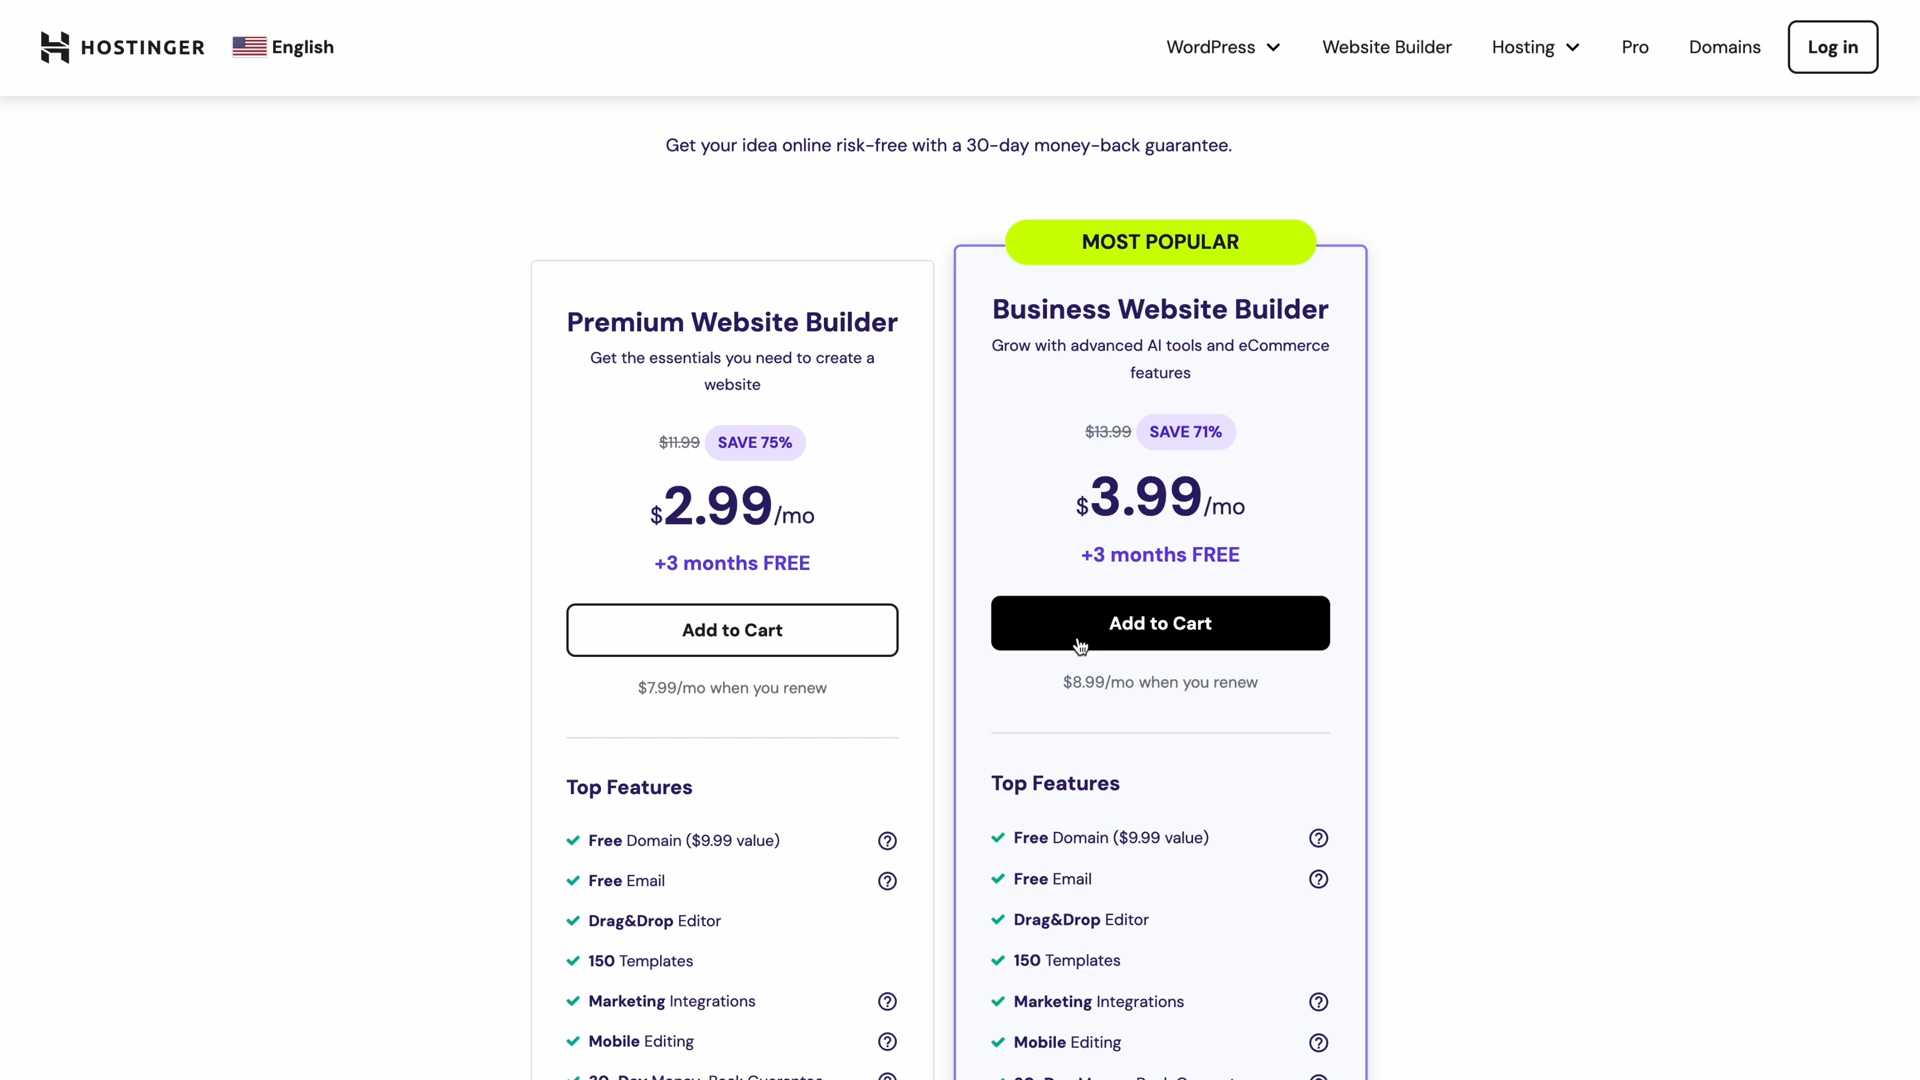 HOSTINGER
English
WordPress
Website Builder
Hosting
Pro
Domains
Log in
Get your idea online risk-free with a 30-day money-back guarantee.
Premium Website Builder
Get the essentials you need to create a
website
$11.99 SAVE 75%
$2.99/mo
+3 months FREE
Add to Cart
$7.99/mo when you renew
Top Features
Free Domain ($9.99 value)
Free Email
Drag&Drop Editor
150 Templates
Marketing Integrations
Mobile Editing
MOST POPULAR
Business Website Builder
Grow with advanced AI tools and eCommerce
features
$13.99 SAVE 71%
$3.99/mo
+3 months FREE
Add to Cart
$8.99/mo when you renew
Top Features
Free Domain ($9.99 value)
Free Email
Drag&Drop Editor
150 Templates
Marketing Integrations
Mobile Editing